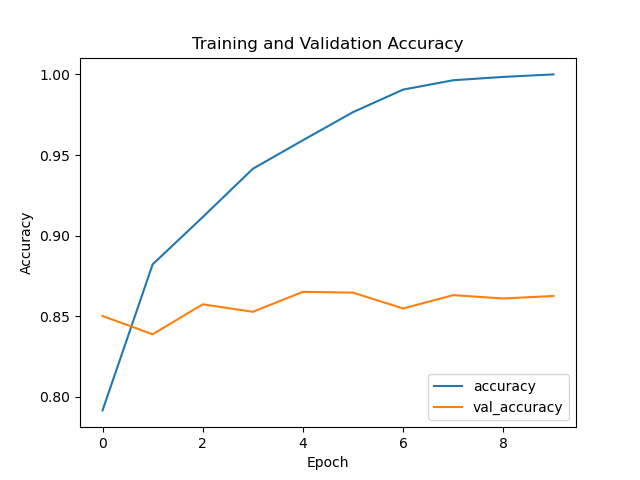 Training and Validation Accuracy
1.00
0.95
0.90
0.85
0.80
Accuracy
accuracy
val_accuracy
0 2 4 6 8
Epoch